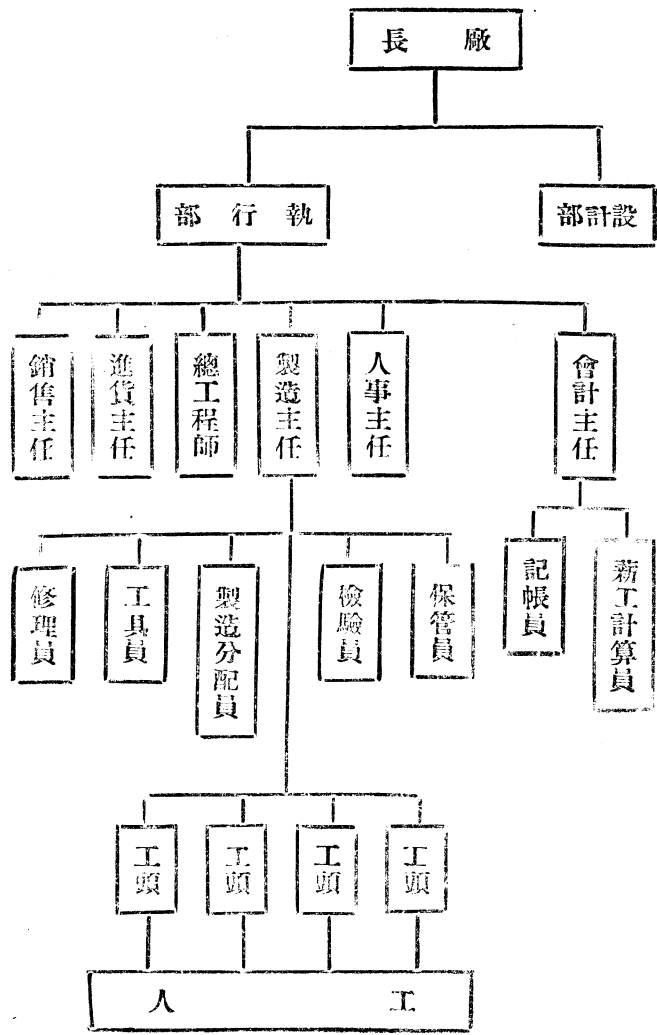 廠長
設計部
執行部
會計主任
人事主任
製造主任
總工程師
進貨主任
銷售主任
薪工計算員
記帳員
保管員
檢驗員
製造分配員
工具員
修理員
工頭
工頭
工頭
工頭
工人